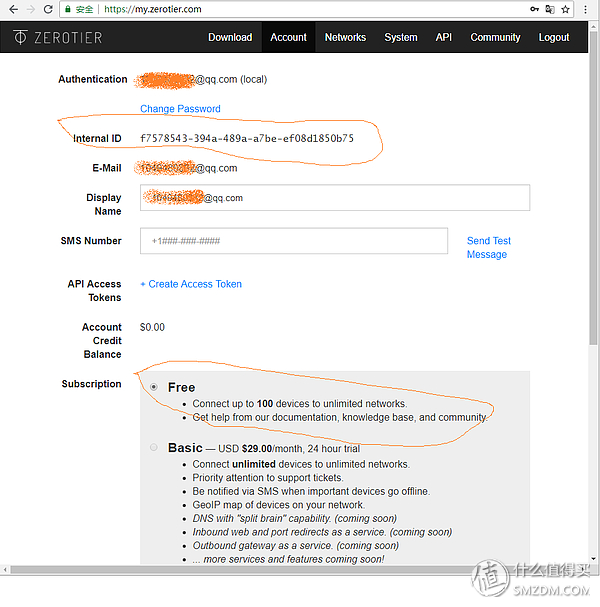 安全 https://my.zerotier.com
ZEROTIER Download Account Networks System API Community Logout
Authentication @qq.com (local)
Change Password
Internal ID f7578543-394a-489a-a7be-ef08d1850b75
E-Mail @qq.com
Display Name @qq.com
SMS Number +1###-###-#### Send Test Message
API Access Tokens + Create Access Token
Account Credit Balance $0.00
Subscription
Free
• Connect up to 100 devices to unlimited networks.
• Get help from our documentation, knowledge base, and community.
Basic — USD $29.00/month, 24 hour trial
• Connect unlimited devices to unlimited networks.
• Priority attention to support tickets.
• Be notified via SMS when important devices go offline.
• GeoIP map of devices on your network.
• DNS with "split brain" capability. (coming soon)
• Inbound web and port redirects as a service. (coming soon)
• Outbound gateway as a service. (coming soon)
• ... more services and features coming soon!
值 什么值得买
SMZDM.COM